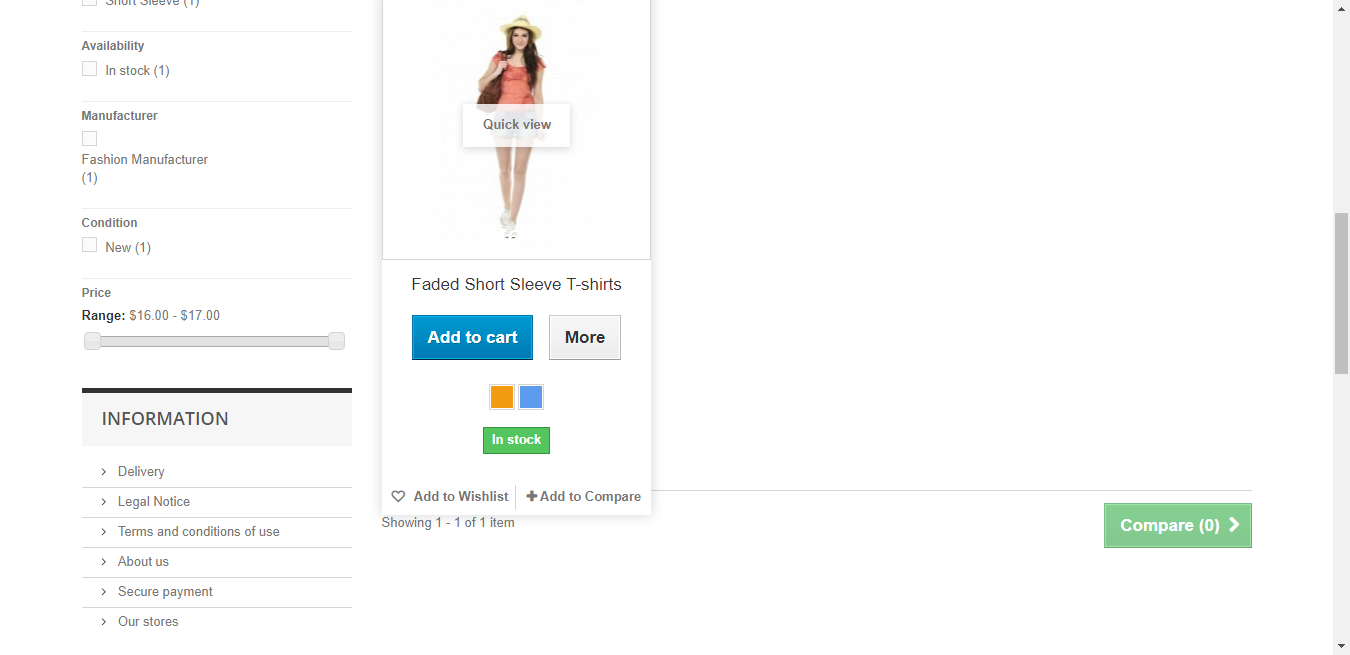 Short Sleeve (1)
Availability
In stock (1)
Manufacturer
Fashion Manufacturer
(1)
Condition
New (1)
Price
Range: $16.00 - $17.00
INFORMATION
Delivery
Legal Notice
Terms and conditions of use
About us
Secure payment
Our stores
Quick view
Faded Short Sleeve T-shirts
Add to cart
More
In stock
Add to Wishlist
Add to Compare
Showing 1 - 1 of 1 item
Compare (0)